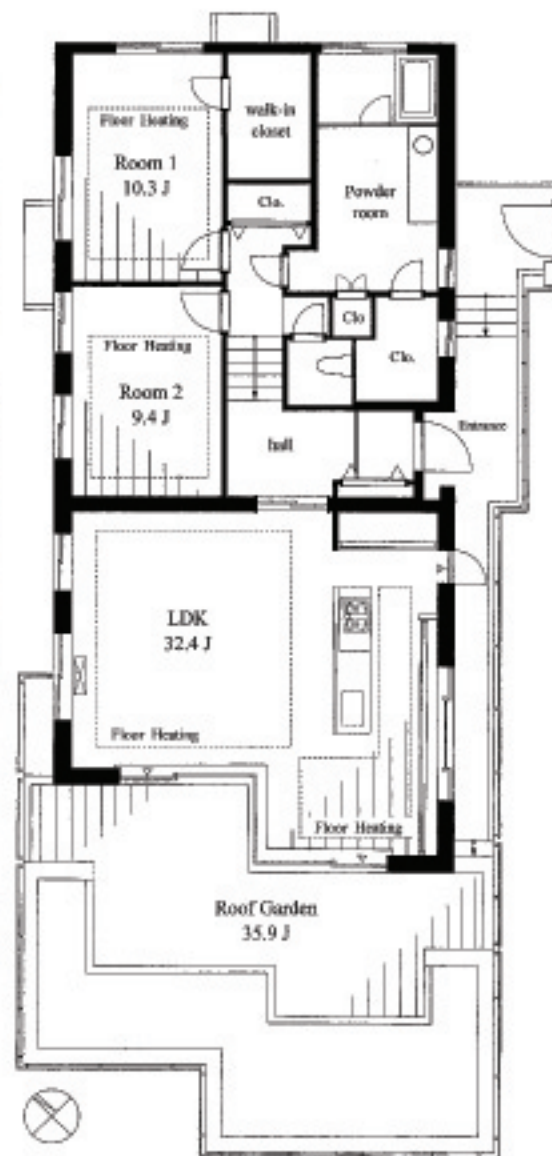 Floor Heating
Room 1
10.3 J
walk-in
closet
Clo.
Powder
room
Floor Heating
Room 2
9.4 J
Clo
Clo.
hall
Entrance
LDK
32.4 J
Floor Heating
Floor Heating
Roof Garden
35.9 J